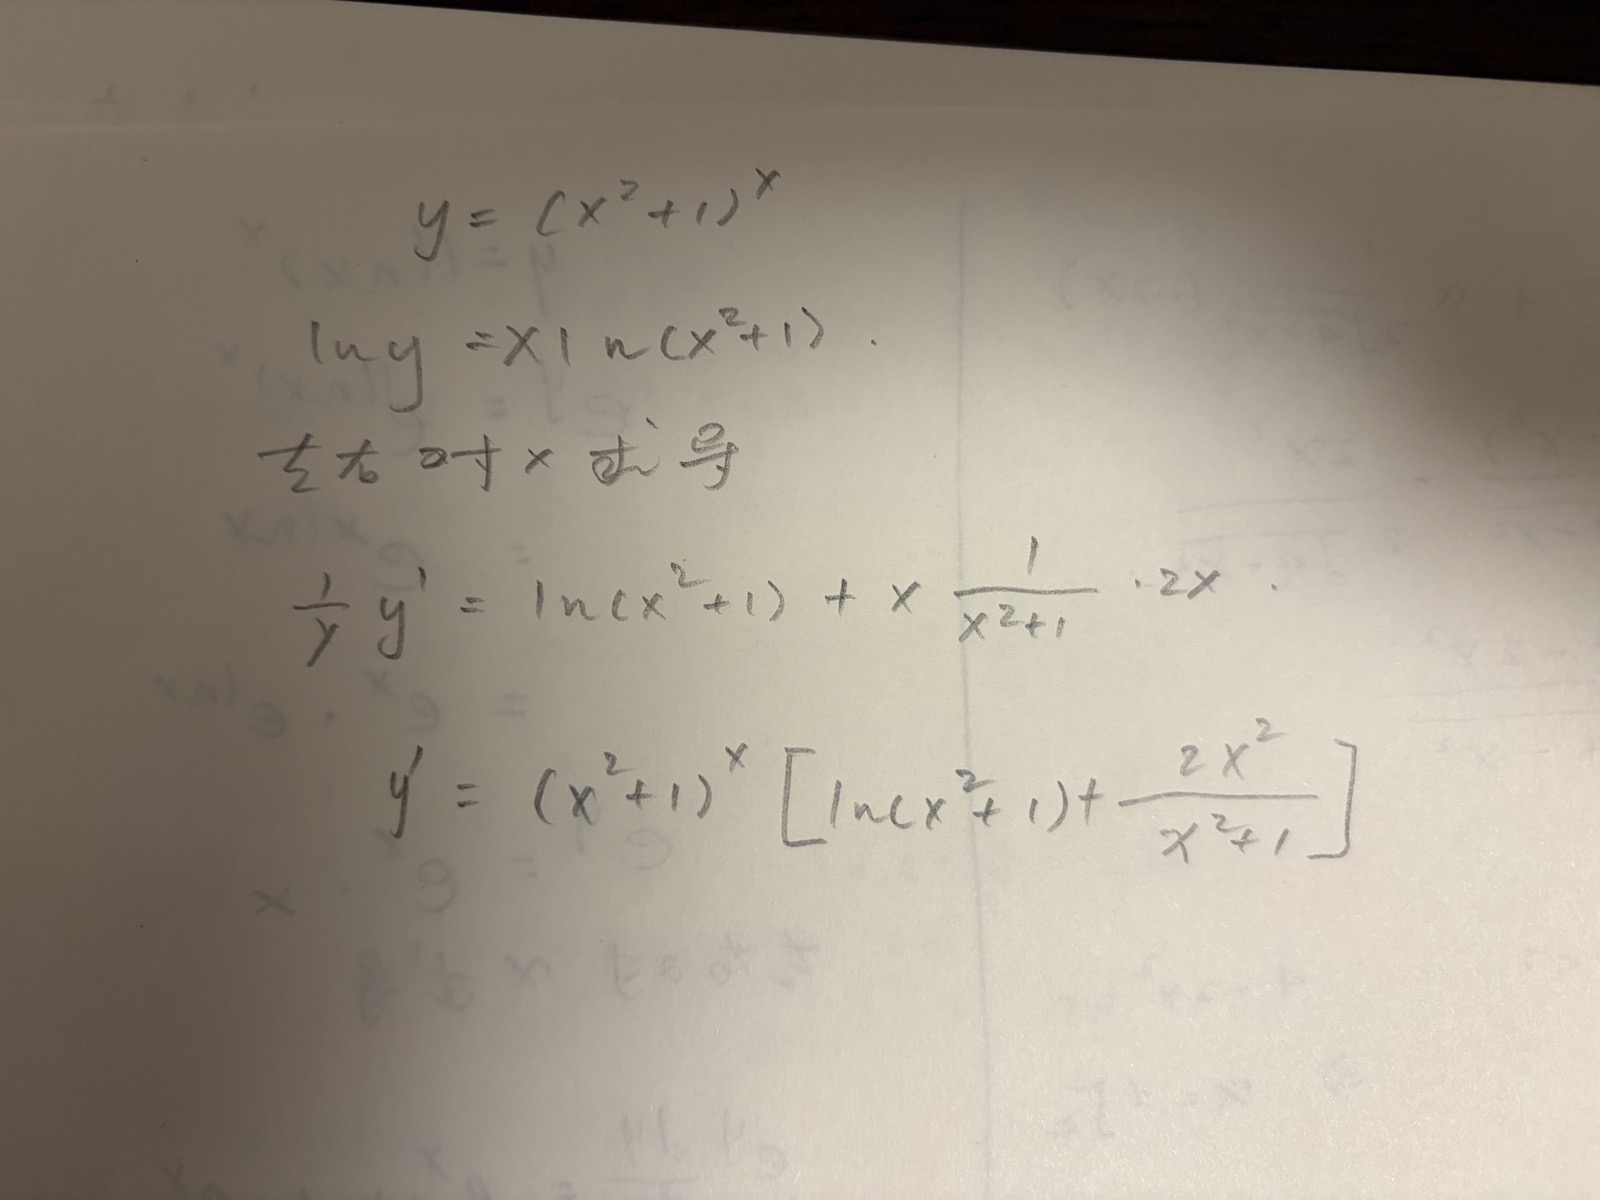 y = (x²+1)ˣ
ln y = x ln(x²+1).
左右对x求导
1/y y' = ln(x²+1) + x 1/(x²+1) · 2x.
y' = (x²+1)ˣ [ln(x²+1) + 2x²/(x²+1)]